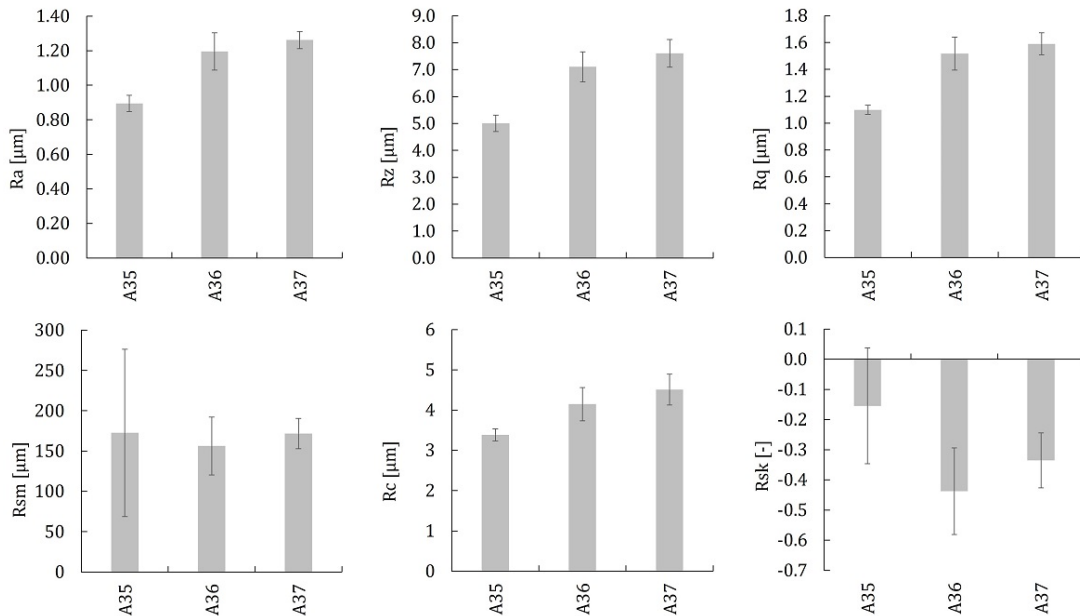 1.40
1.20
1.00
0.80
0.60
0.40
0.20
0.00
Ra [μm]
A35
A36
A37
9.0
8.0
7.0
6.0
5.0
4.0
3.0
2.0
1.0
0.0
Rz [μm]
A35
A36
A37
1.8
1.6
1.4
1.2
1.0
0.8
0.6
0.4
0.2
0.0
Rq [μm]
A35
A36
A37
300
250
200
150
100
50
0
Rsm [μm]
A35
A36
A37
6
5
4
3
2
1
0
Rc [μm]
A35
A36
A37
0.1
0.0
-0.1
-0.2
-0.3
-0.4
-0.5
-0.6
-0.7
Rsk [-]
A35
A36
A37